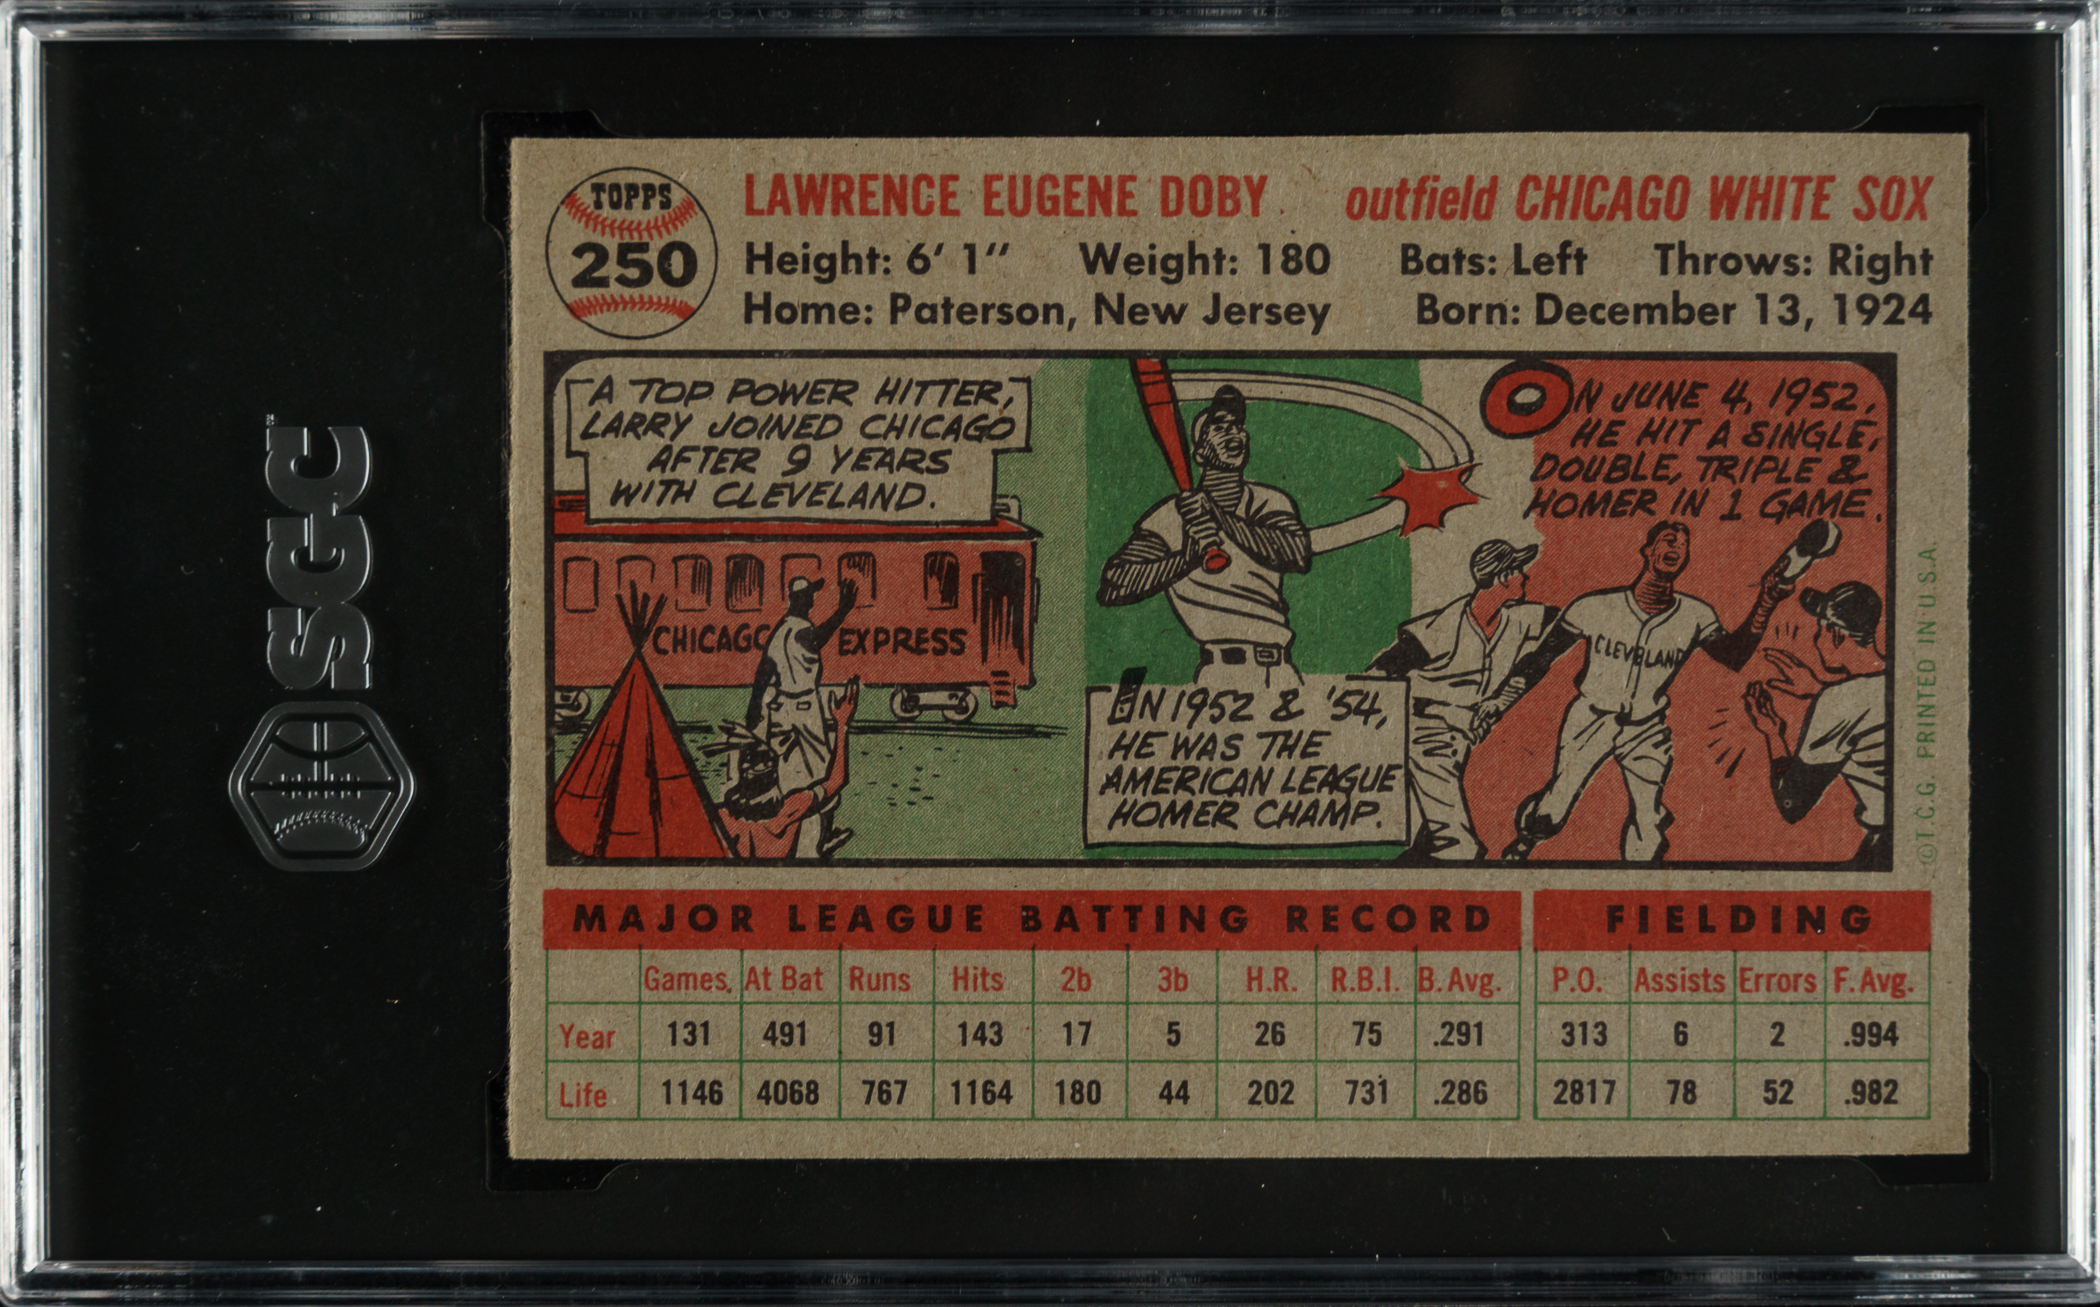 SGC
TOPPS
250
LAWRENCE EUGENE DOBY. outfield CHICAGO WHITE SOX
Height: 6' 1" Weight: 180 Bats: Left Throws: Right
Home: Paterson, New Jersey Born: December 13, 1924
A TOP POWER HITTER,
LARRY JOINED CHICAGO
AFTER 9 YEARS
WITH CLEVELAND.
CHICAGO EXPRESS
IN 1952 & '54,
HE WAS THE
AMERICAN LEAGUE
HOMER CHAMP.
ON JUNE 4, 1952,
HE HIT A SINGLE,
DOUBLE, TRIPLE &
HOMER IN 1 GAME.
CLEVELAND
©T.C.G. PRINTED IN U.S.A.
MAJOR LEAGUE BATTING RECORD FIELDING
Games At Bat Runs Hits 2b 3b H.R. R.B.I. B. Avg. P.O. Assists Errors F. Avg.
Year 131 491 91 143 17 5 26 75 .291 313 6 2 .994
Life 1146 4068 767 1164 180 44 202 731 .286 2817 78 52 .982